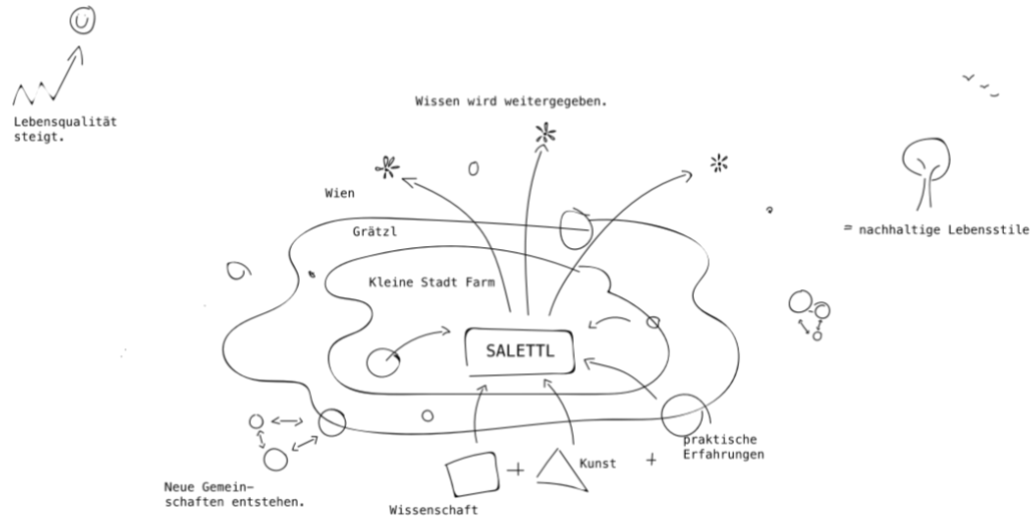 Lebensqualität
steigt.
Wissen wird weitergegeben.
Wien
Grätzl
= nachhaltige Lebensstile
Kleine Stadt Farm
SALETTL
praktische
Erfahrungen
+ Kunst +
Neue Gemein-
schaften entstehen.
Wissenschaft